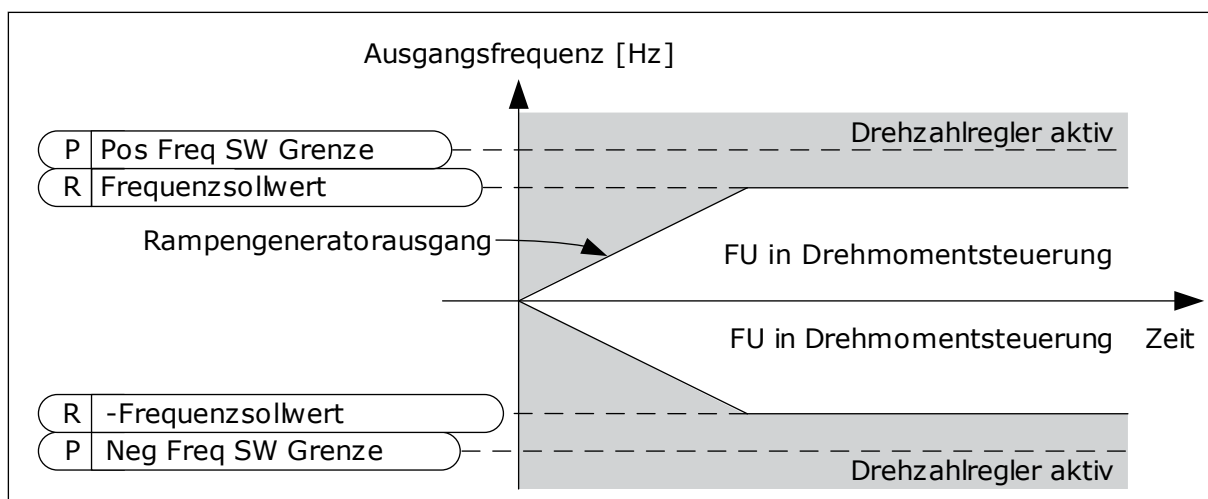 Ausgangsfrequenz [Hz]
Drehzahlregler aktiv
P Pos Freq SW Grenze
R Frequenzsollwert
Rampengeneratorausgang
FU in Drehmomentsteuerung
FU in Drehmomentsteuerung Zeit
R -Frequenzsollwert
P Neg Freq SW Grenze
Drehzahlregler aktiv